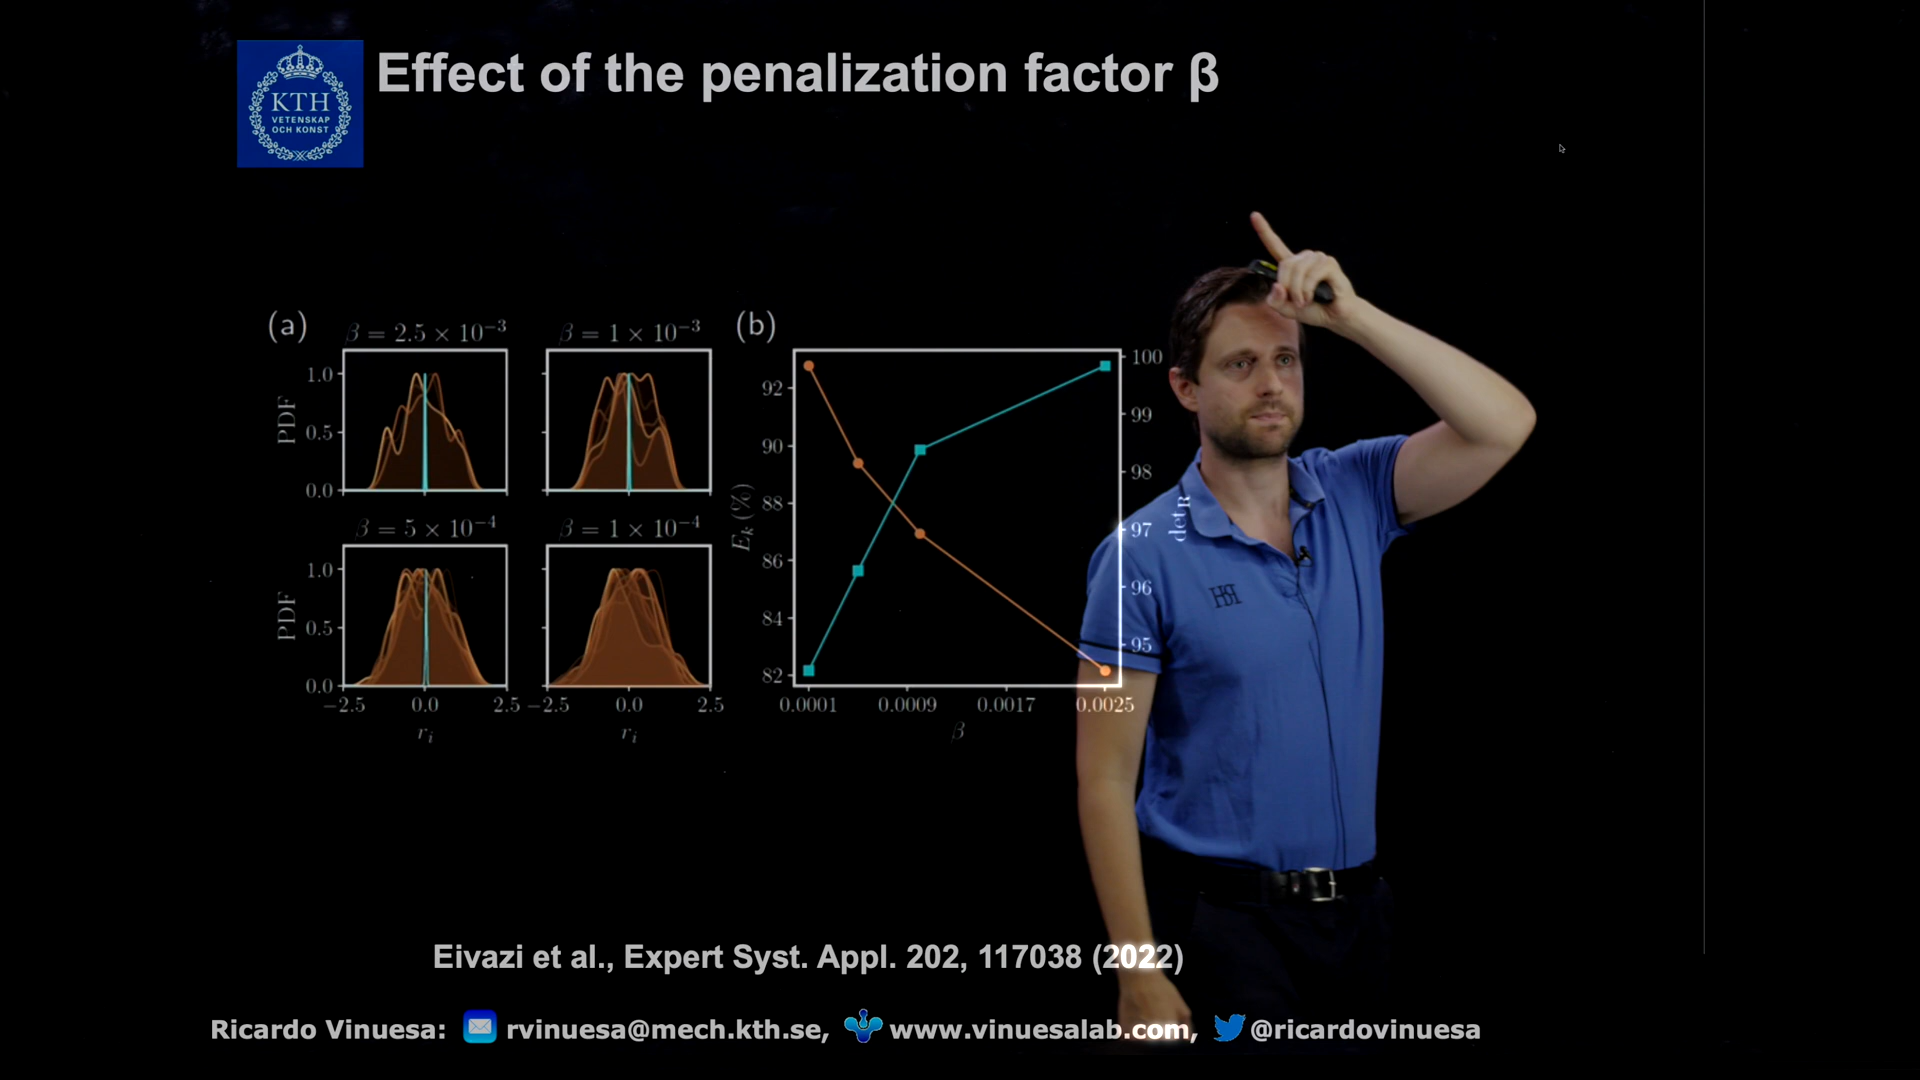 Effect of the penalization factor β
KTH
VETENSKAP
OCH KONST
(a)
β = 2.5 × 10⁻³
β = 1 × 10⁻³
(b)
PDF
1.0
0.5
0.0
β = 5 × 10⁻⁴
β = 1 × 10⁻⁴
PDF
1.0
0.5
0.0
−2.5 0.0 2.5
−2.5 0.0 2.5
rᵢ
rᵢ
Eₖ (%)
92
90
88
86
84
82
100
99
98
97
96
95
det_R
0.0001 0.0009 0.0017 0.0025
β
Eivazi et al., Expert Syst. Appl. 202, 117038 (2022)
Ricardo Vinuesa: rvinuesa@mech.kth.se, www.vinuesalab.com, @ricardovinuesa